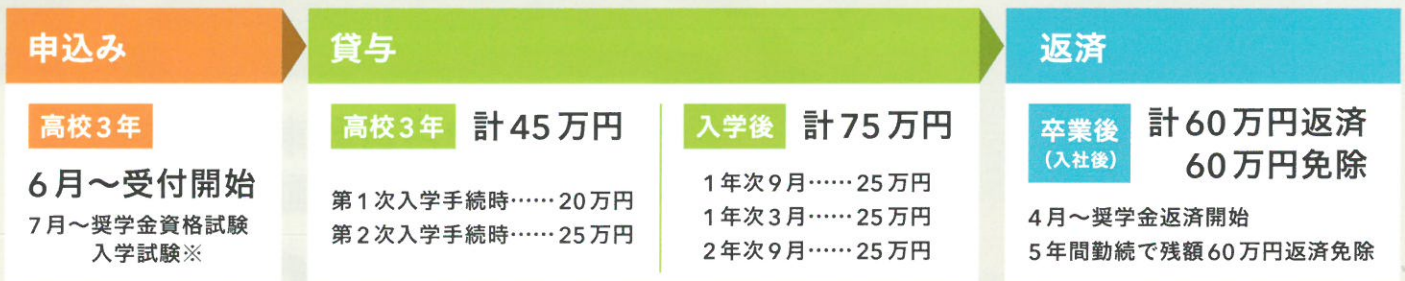 申込み
高校3年
6月～受付開始
7月～奨学金資格試験
入学試験※
貸与
高校3年 計45万円
第1次入学手続時……20万円
第2次入学手続時……25万円
入学後 計75万円
1年次9月……25万円
1年次3月……25万円
2年次9月……25万円
返済
卒業後
(入社後)
計60万円返済
60万円免除
4月～奨学金返済開始
5年間勤続で残額60万円返済免除